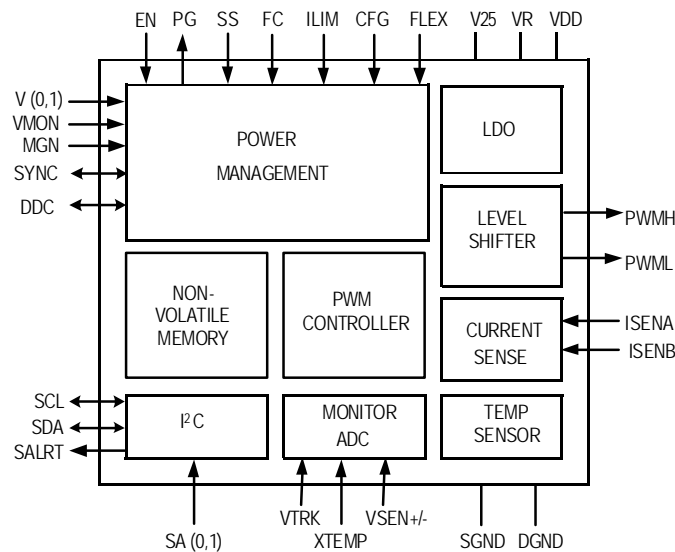 EN PG SS FC ILIM CFG FLEX V25 VR VDD
V (0,1)
VMON
MGN
SYNC
DDC
POWER
MANAGEMENT
LDO
LEVEL
SHIFTER
PWMH
PWML
NON-
VOLATILE
MEMORY
PWM
CONTROLLER
CURRENT
SENSE
ISENA
ISENB
SCL
SDA
SALRT
I² C
MONITOR
ADC
TEMP
SENSOR
SA (0,1)
VTRK
XTEMP
VSEN+/-
SGND
DGND